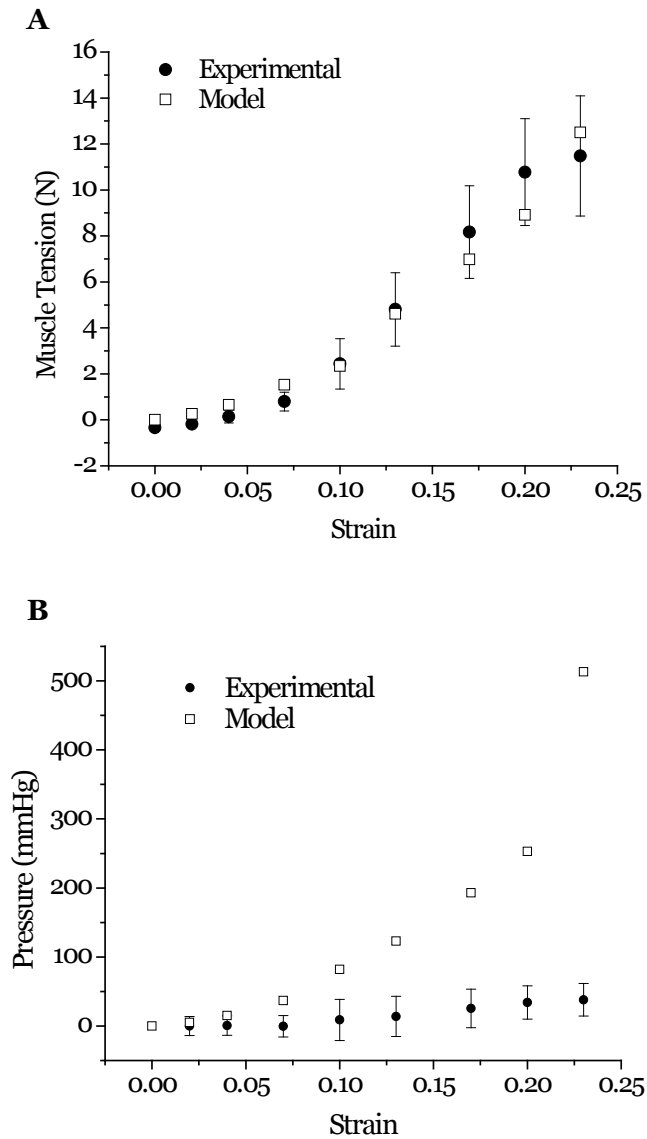 A
16
Experimental
14
Model
12
10
8
6
4
2
0
-2
Muscle Tension (N)
0.00 0.05 0.10 0.15 0.20 0.25
Strain
B
500
Experimental
Model
400
300
200
100
0
Pressure (mmHg)
0.00 0.05 0.10 0.15 0.20 0.25
Strain